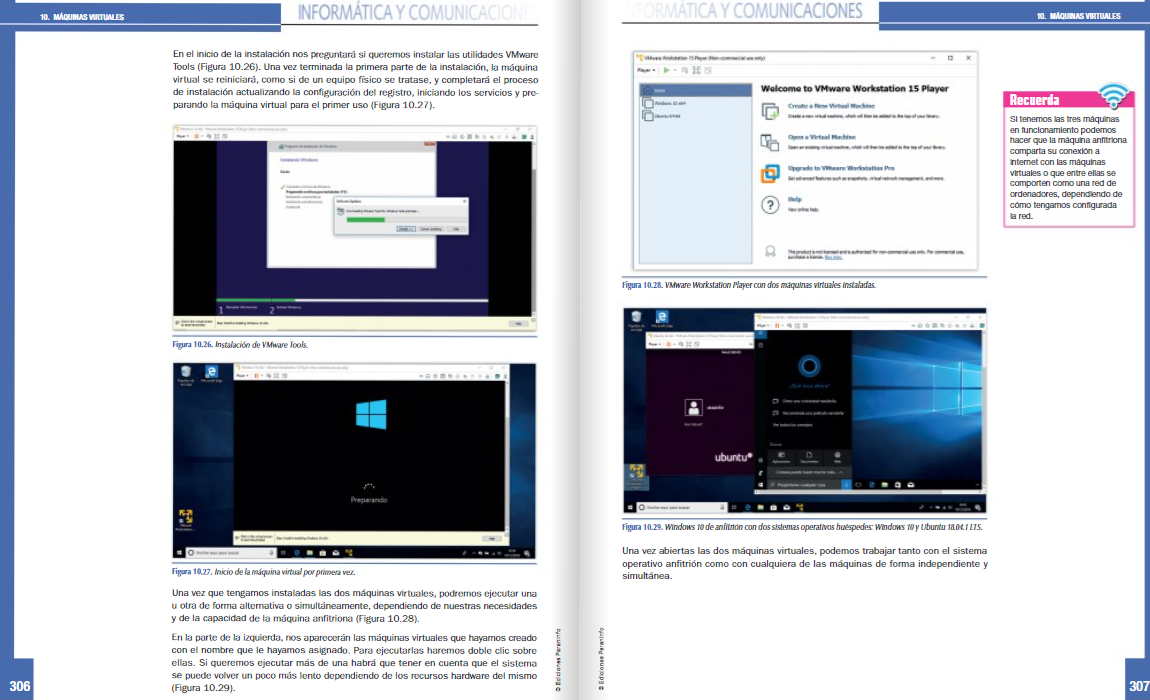 10. MÁQUINAS VIRTUALES
INFORMÁTICA Y COMUNICACIONES
En el inicio de la instalación nos preguntará si queremos instalar las utilidades VMware
Tools (Figura 10.26). Una vez terminada la primera parte de la instalación, la máquina
virtual se reiniciará, como si de un equipo físico se tratase, y completará el proceso
de instalación actualizando la configuración del registro, iniciando los servicios y pre-
parando la máquina virtual para el primer uso (Figura 10.27).
Instalando Windows
1
2
Figura 10.26. Instalación de VMware Tools.
Microsoft Edge
Preparando
Escribe aquí para buscar
Figura 10.27. Inicio de la máquina virtual por primera vez.
Una vez que tengamos instaladas las dos máquinas virtuales, podremos ejecutar una
u otra de forma alternativa o simultáneamente, dependiendo de nuestras necesidades
y de la capacidad de la máquina anfitriona (Figura 10.28).
En la parte de la izquierda, nos aparecerán las máquinas virtuales que hayamos creado
con el nombre que le hayamos asignado. Para ejecutarlas haremos doble clic sobre
ellas. Si queremos ejecutar más de una habrá que tener en cuenta que el sistema
se puede volver un poco más lento dependiendo de los recursos hardware del mismo
(Figura 10.29).
© Ediciones Paraninfo
306
INFORMÁTICA Y COMUNICACIONES
10. MÁQUINAS VIRTUALES
VMware Workstation 15 Player (Non-commercial use only)
Player
Home
Windows 10 x64
Ubuntu 64-bit
Welcome to VMware Workstation 15 Player
Create a New Virtual Machine
Create a new virtual machine, which will then be added to the top of your library.
Open a Virtual Machine
Open an existing virtual machine, which will then be added to the top of your library.
Upgrade to VMware Workstation Pro
Get advanced features such as snapshots, virtual network management, and more.
Help
View online help.
This product is not licensed and is authorized for non-commercial use only. For commercial use,
purchase a license. Buy now.
Figura 10.28. VMware Workstation Player con dos máquinas virtuales instaladas.
Recuerda
Si tenemos las tres máquinas
en funcionamiento podemos
hacer que la máquina anfitriona
comparta su conexión a
internet con las máquinas
virtuales o que entre ellas se
comporten como una red de
ordenadores, dependiendo de
cómo tengamos configurada
la red.
Microsoft Edge
usuario
ubuntu
Escribe aquí para buscar
Figura 10.29. Windows 10 de anfitrión con dos sistemas operativos huéspedes: Windows 10 y Ubuntu 18.04.1 LTS.
Una vez abiertas las dos máquinas virtuales, podemos trabajar tanto con el sistema
operativo anfitrión como con cualquiera de las máquinas de forma independiente y
simultánea.
© Ediciones Paraninfo
307